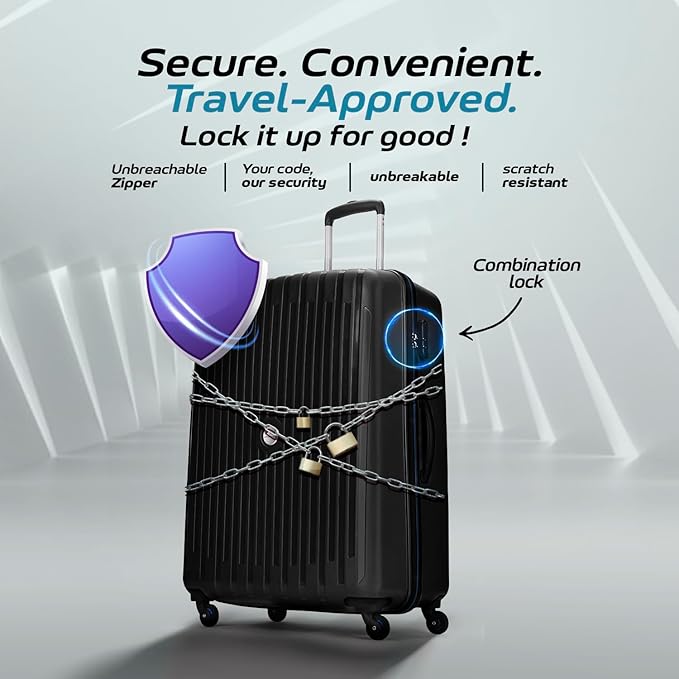 Secure. Convenient.
Travel-Approved.
Lock it up for good !
Unbreachable
Zipper
Your code,
our security
unbreakable
scratch
resistant
Combination
lock